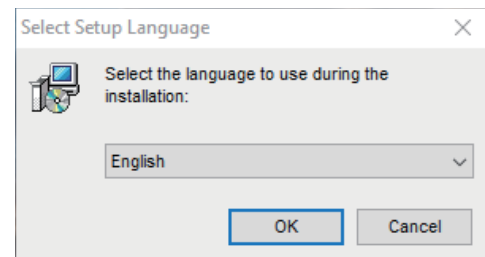 Select Setup Language
Select the language to use during the
installation:
English
OK
Cancel